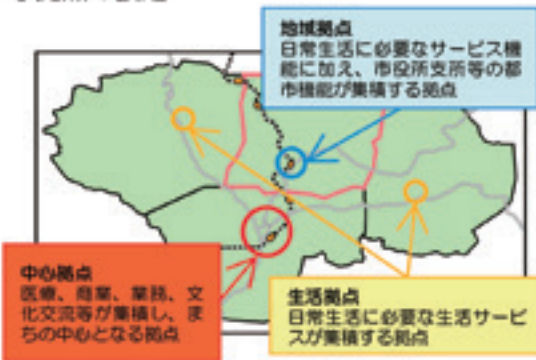 地域拠点
日常生活に必要なサービス機
能に加え、市役所支所等の都
市機能が集積する拠点
中心拠点
医療、商業、業務、文
化交流等が集積し、ま
ちの中心となる拠点
生活拠点
日常生活に必要な生活サービ
スが集積する拠点